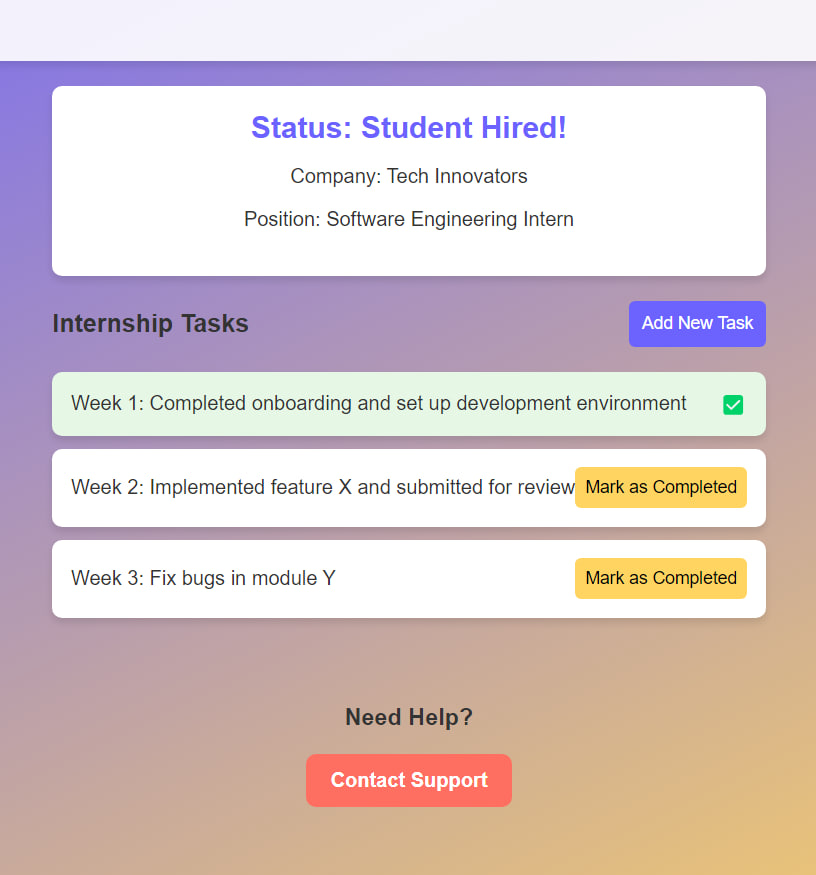 Status: Student Hired!
Company: Tech Innovators
Position: Software Engineering Intern
Internship Tasks
Add New Task
Week 1: Completed onboarding and set up development environment
Week 2: Implemented feature X and submitted for review
Mark as Completed
Week 3: Fix bugs in module Y
Mark as Completed
Need Help?
Contact Support